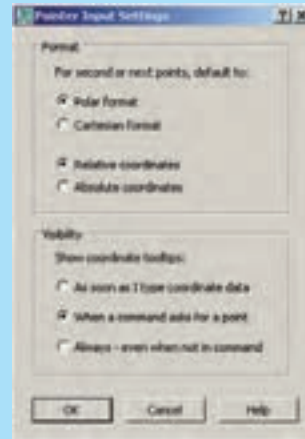 Pointer Input Settings
Format
For second or next points, default to:
Polar format
Cartesian format
Relative coordinates
Absolute coordinates
Visibility
Show coordinate tooltips:
As soon as I type coordinate data
When a command asks for a point
Always - even when not in command
OK
Cancel
Help